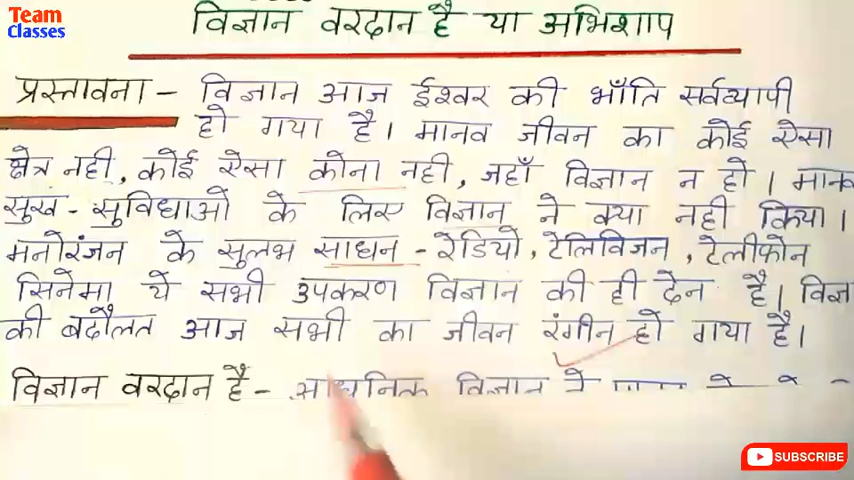 Team
Classes
विज्ञान वरदान है या अभिशाप
प्रस्तावना - विज्ञान आज ईश्वर की भाँति सर्वव्यापी
हो गया है। मानव जीवन का कोई ऐसा
क्षेत्र नही, कोई ऐसा कोना नही, जहाँ विज्ञान न हो। मानव
सुख - सुविधाओं के लिए विज्ञान ने क्या नही किया।
मनोरंजन के सुलभ साधन - रेडियो, टेलिविजन, टेलीफोन
सिनेमा ये सभी उपकरण विज्ञान की ही देन है। विज्ञ
की बदौलत आज सभी का जीवन रंगीन हो गया है।
विज्ञान वरदान है - आधुनिक विज्ञान ने
SUBSCRIBE